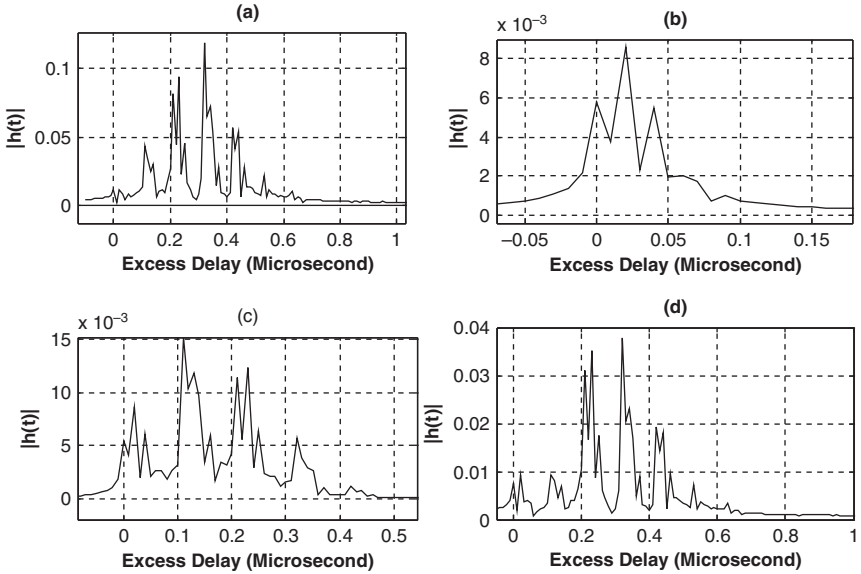 (a)
0.1
0.05
0
|h(t)|
0 0.2 0.4 0.6 0.8 1
Excess Delay (Microsecond)
(b)
x 10⁻³
8
6
4
2
0
|h(t)|
−0.05 0 0.05 0.1 0.15
Excess Delay (Microsecond)
(c)
x 10⁻³
15
10
5
0
|h(t)|
0 0.1 0.2 0.3 0.4 0.5
Excess Delay (Microsecond)
(d)
0.04
0.03
0.02
0.01
0
|h(t)|
0 0.2 0.4 0.6 0.8 1
Excess Delay (Microsecond)